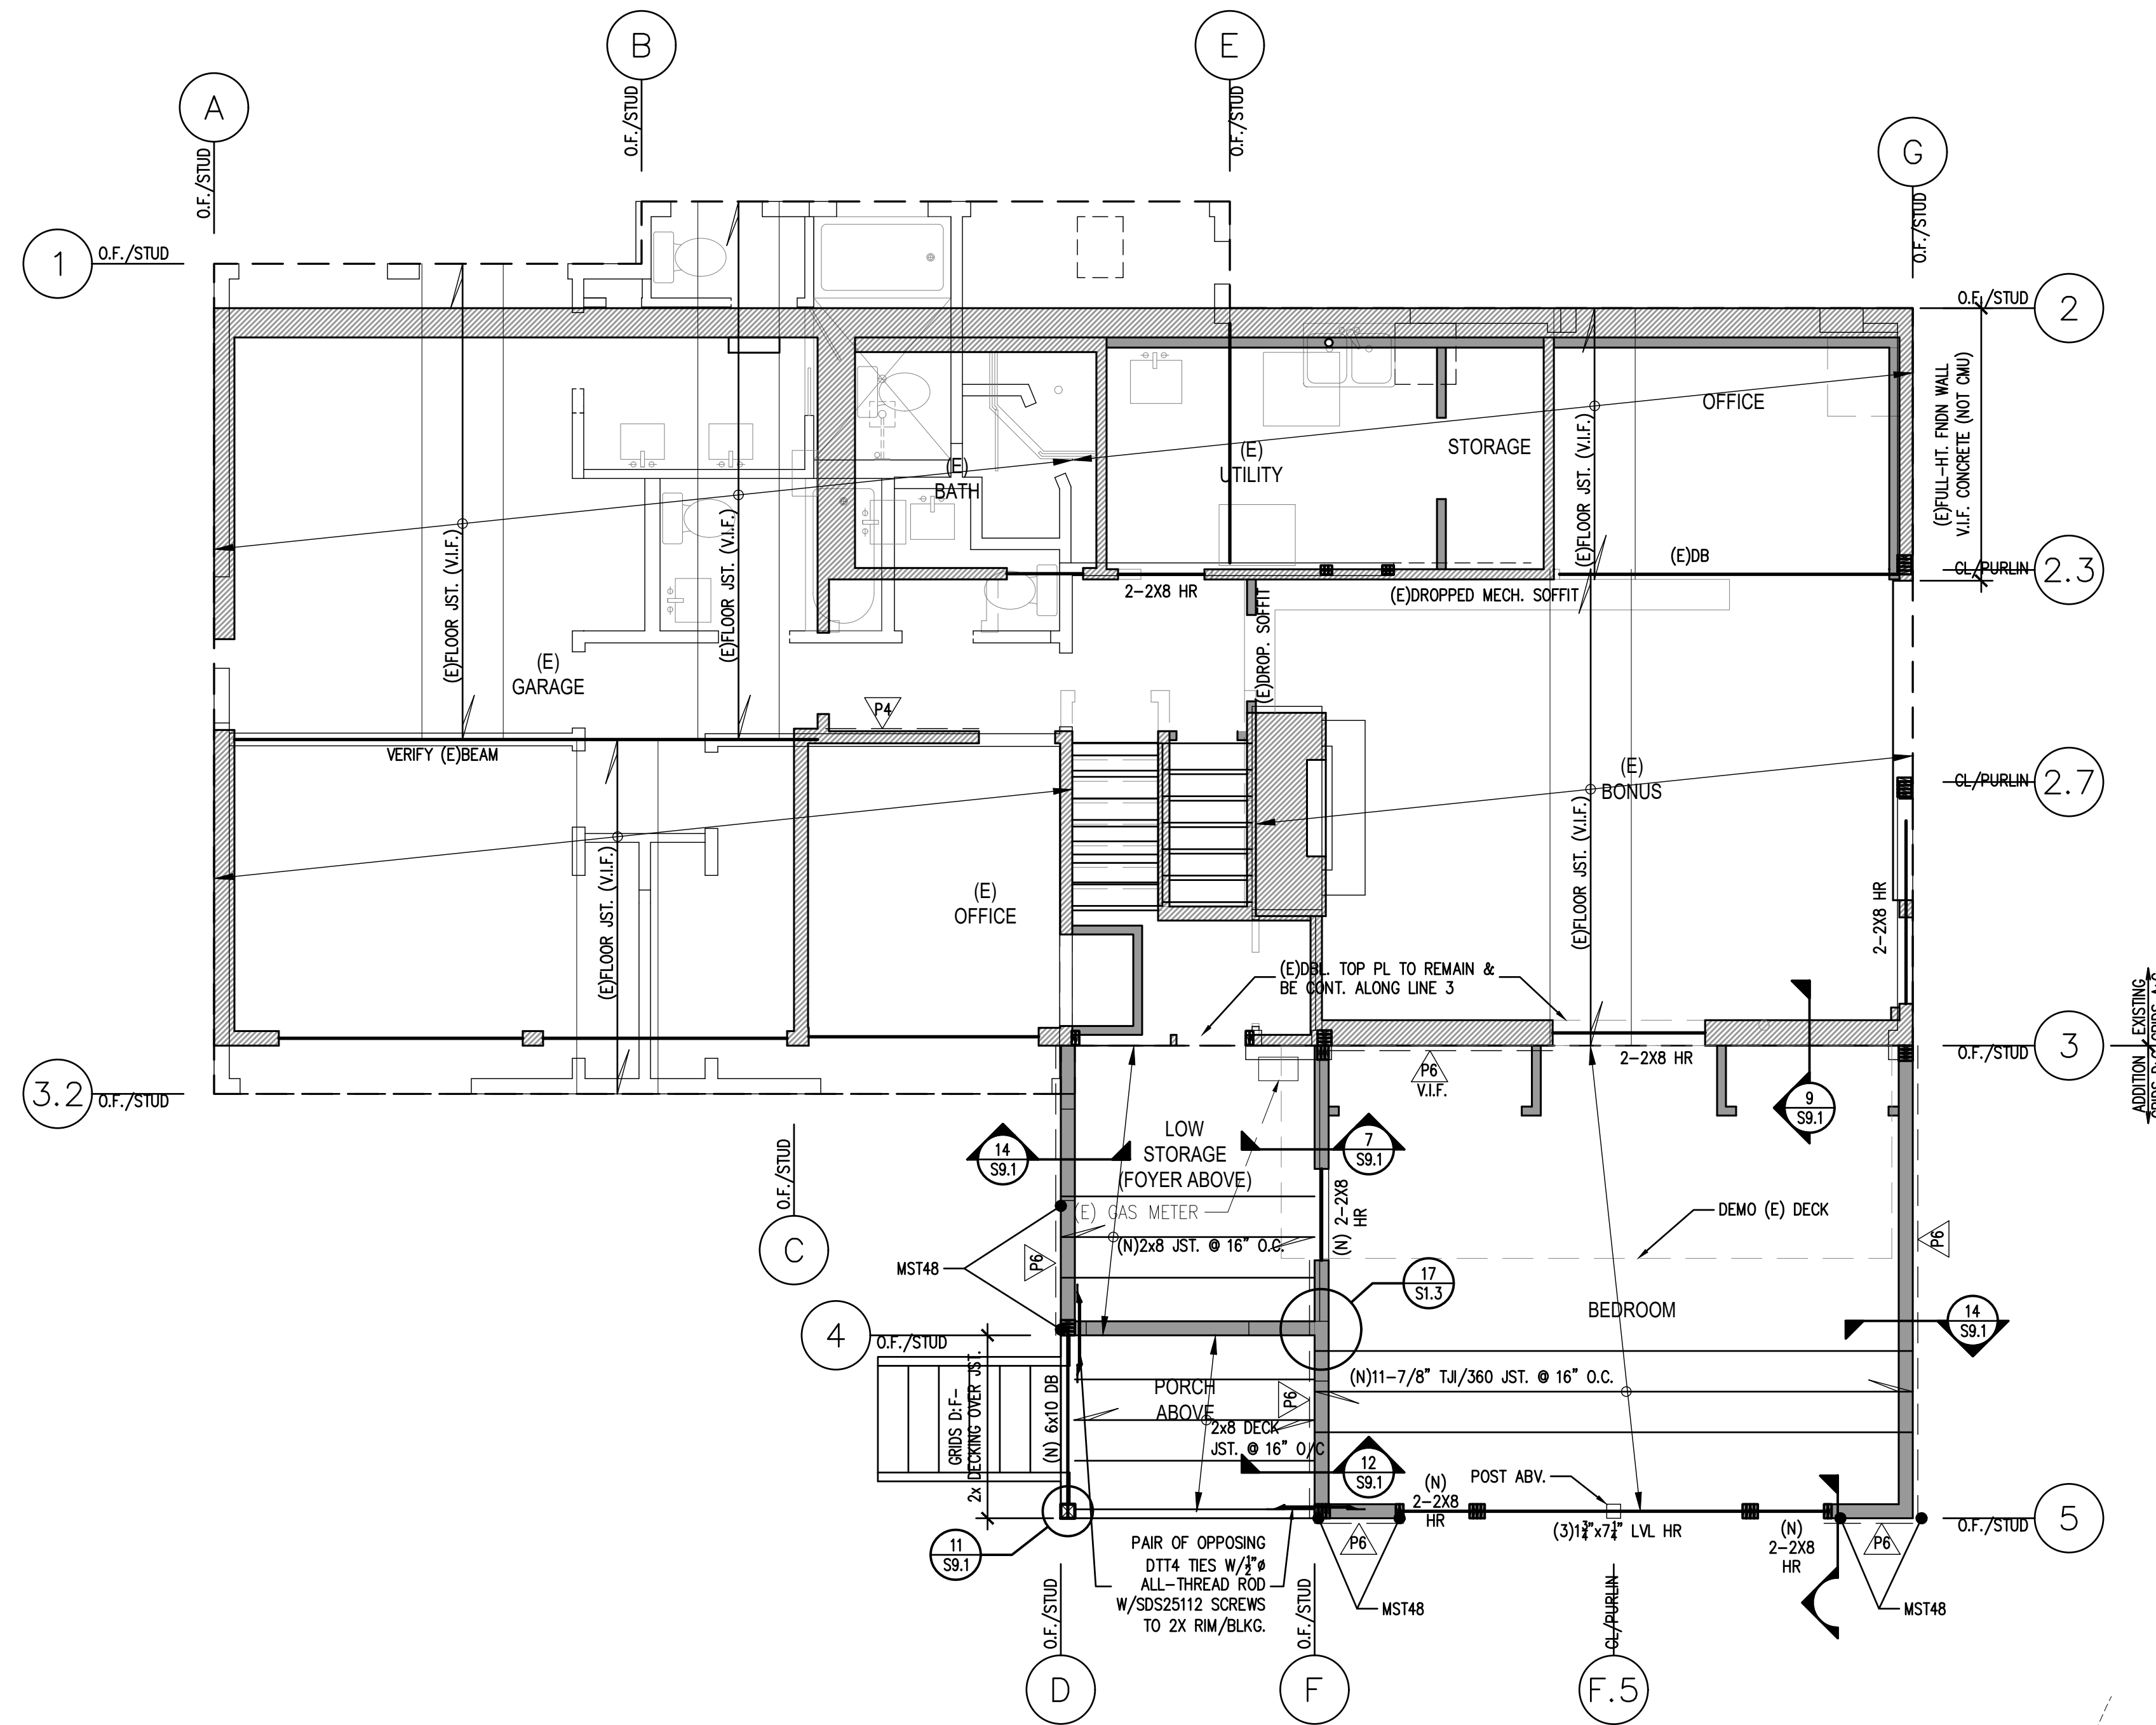 B
E
A
G
O.F./STUD
O.F./STUD
O.F./STUD
O.F./STUD
1
O.F./STUD
O.F./STUD
2
(E)FULL-HT. FNDN WALL
V.I.F. CONCRETE (NOT CMU)
OFFICE
STORAGE
(E)
UTILITY
(E)
BATH
(E)FLOOR JST. (V.I.F.)
(E)FLOOR JST. (V.I.F.)
(E)FLOOR JST. (V.I.F.)
(E)DB
CL/PURLIN
2.3
2-2X8 HR
(E)DROPPED MECH. SOFFIT
(E)DROP. SOFFIT
(E)
GARAGE
P4
VERIFY (E)BEAM
(E)
BONUS
CL/PURLIN
2.7
(E)FLOOR JST. (V.I.F.)
(E)FLOOR JST. (V.I.F.)
(E)
OFFICE
2-2X8 HR
(E)DBL. TOP PL TO REMAIN &
BE CONT. ALONG LINE 3
ADDITION
EXISTING
3.2
O.F./STUD
O.F./STUD
3
2-2X8 HR
P6
V.I.F.
9
S9.1
LOW
STORAGE
(FOYER ABOVE)
14
S9.1
7
S9.1
(E) GAS METER
(N) 2-2X8
HR
DEMO (E) DECK
P6
O.F./STUD
C
(N)2x8 JST. @ 16" O.C.
P6
MST48
17
S1.3
BEDROOM
14
S9.1
4
O.F./STUD
GRIDS D:F-
2x DECKING OVER JST.
(N) 6x10 DB
PORCH
ABOVE
P6
2x8 DECK
JST. @ 16" O/C
(N)11-7/8" TJI/360 JST. @ 16" O.C.
12
S9.1
(N)
2-2X8
HR
POST ABV.
(3)1¾"x7¼" LVL HR
(N)
2-2X8
HR
O.F./STUD
5
11
S9.1
PAIR OF OPPOSING
DTT4 TIES W/½"ø
ALL-THREAD ROD
W/SDS25112 SCREWS
TO 2X RIM/BLKG.
P6
MST48
P6
MST48
O.F./STUD
O.F./STUD
CL/PURLIN
D
F
F.5